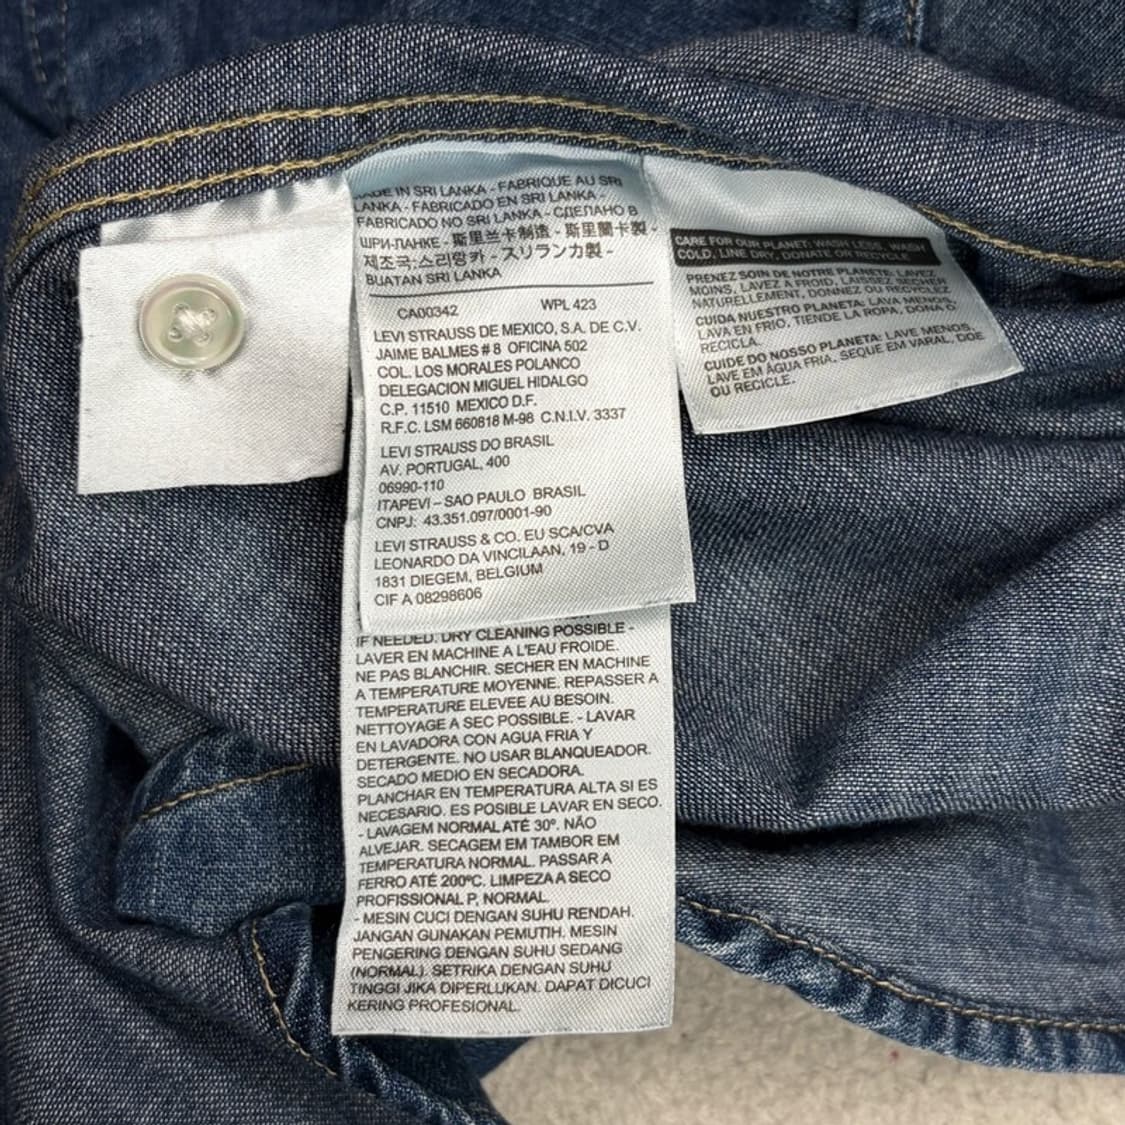 MADE IN SRI LANKA - FABRIQUE AU SRI
LANKA - FABRICADO EN SRI LANKA -
FABRICADO NO SRI LANKA - СДЕЛАНО В
ШРИ-ЛАНКЕ - 斯里兰卡制造 - 斯里蘭卡製 -
제조국:스리랑카 - スリランカ製 -
BUATAN SRI LANKA
CA00342 WPL 423
LEVI STRAUSS DE MEXICO, S.A. DE C.V.
JAIME BALMES # 8 OFICINA 502
COL. LOS MORALES POLANCO
DELEGACION MIGUEL HIDALGO
C.P. 11510 MEXICO D.F.
R.F.C. LSM 660818 M-98 C.N.I.V. 3337
LEVI STRAUSS DO BRASIL
AV. PORTUGAL, 400
06990-110
ITAPEVI – SAO PAULO BRASIL
CNPJ: 43.351.097/0001-90
LEVI STRAUSS & CO. EU SCA/CVA
LEONARDO DA VINCILAAN, 19 - D
1831 DIEGEM, BELGIUM
CIF A 08298606
IF NEEDED. DRY CLEANING POSSIBLE -
LAVER EN MACHINE A L'EAU FROIDE.
NE PAS BLANCHIR. SECHER EN MACHINE
A TEMPERATURE MOYENNE. REPASSER A
TEMPERATURE ELEVEE AU BESOIN.
NETTOYAGE A SEC POSSIBLE. - LAVAR
EN LAVADORA CON AGUA FRIA Y
DETERGENTE. NO USAR BLANQUEADOR.
SECADO MEDIO EN SECADORA.
PLANCHAR EN TEMPERATURA ALTA SI ES
NECESARIO. ES POSIBLE LAVAR EN SECO.
- LAVAGEM NORMAL ATÉ 30º. NÃO
ALVEJAR. SECAGEM EM TAMBOR EM
TEMPERATURA NORMAL. PASSAR A
FERRO ATÉ 200ºC. LIMPEZA A SECO
PROFISSIONAL P, NORMAL.
- MESIN CUCI DENGAN SUHU RENDAH.
JANGAN GUNAKAN PEMUTIH. MESIN
PENGERING DENGAN SUHU SEDANG
(NORMAL). SETRIKA DENGAN SUHU
TINGGI JIKA DIPERLUKAN. DAPAT DICUCI
KERING PROFESIONAL.
CARE FOR OUR PLANET: WASH LESS, WASH
COLD, LINE DRY, DONATE OR RECYCLE.
PRENEZ SOIN DE NOTRE PLANETE: LAVEZ
MOINS, LAVEZ A FROID, LAISSEZ SECHER
NATURELLEMENT, DONNEZ OU RECYCLEZ.
CUIDA NUESTRO PLANETA: LAVA MENOS,
LAVA EN FRIO, TIENDE LA ROPA, DONA O
RECICLA.
CUIDE DO NOSSO PLANETA: LAVE MENOS,
LAVE EM ÁGUA FRIA, SEQUE EM VARAL, DOE
OU RECICLE.